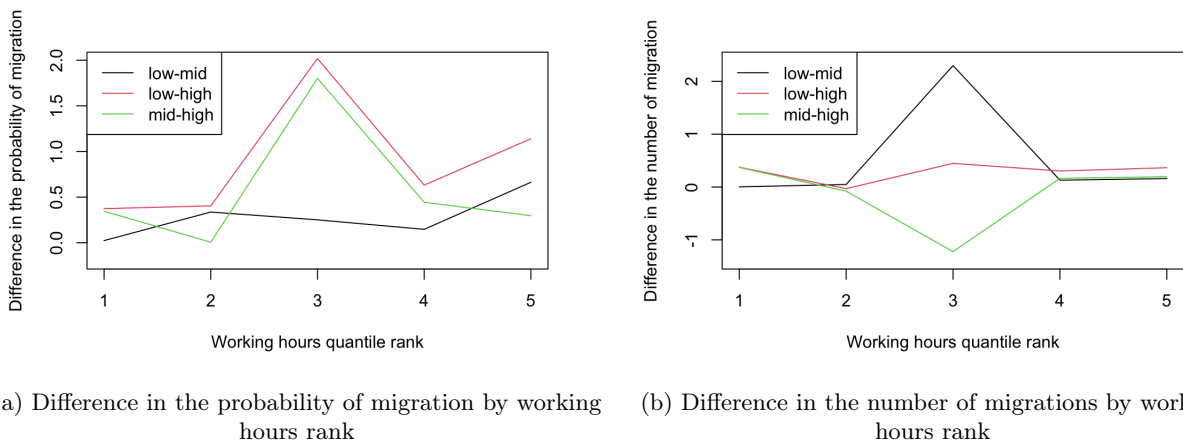 Difference in the probability of migration
2.0
1.5
1.0
0.5
0.0
low-mid
low-high
mid-high
1 2 3 4 5
Working hours quantile rank
a) Difference in the probability of migration by working
hours rank
Difference in the number of migration
2
1
0
-1
low-mid
low-high
mid-high
1 2 3 4 5
Working hours quantile rank
(b) Difference in the number of migrations by work
hours rank